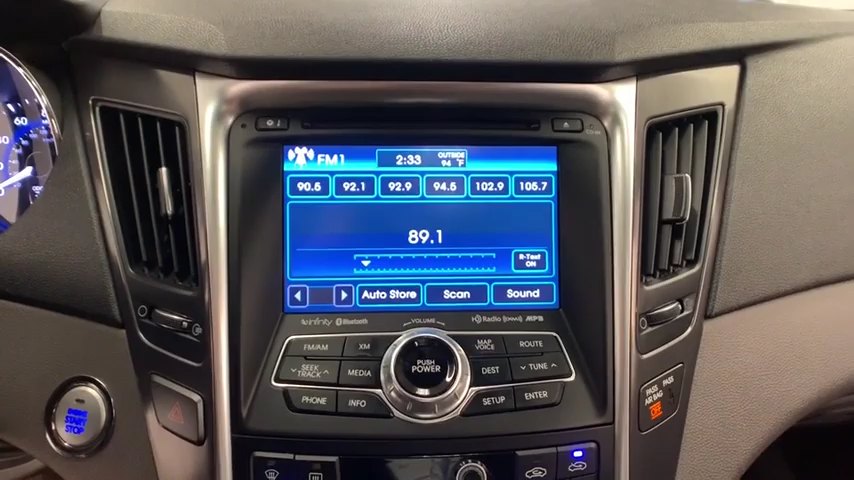 FM1 2:33 OUTSIDE 94 °F
90.5 92.1 92.9 94.5 102.9 105.7
89.1
R-Text ON
Auto Store Scan Sound
infinity Bluetooth VOLUME HD Radio MP3
FM/AM XM MAP VOICE ROUTE
PUSH POWER
SEEK TRACK MEDIA DEST TUNE
PHONE INFO SETUP ENTER
60
ENGINE START STOP
PASS AIR BAG OFF
PASS